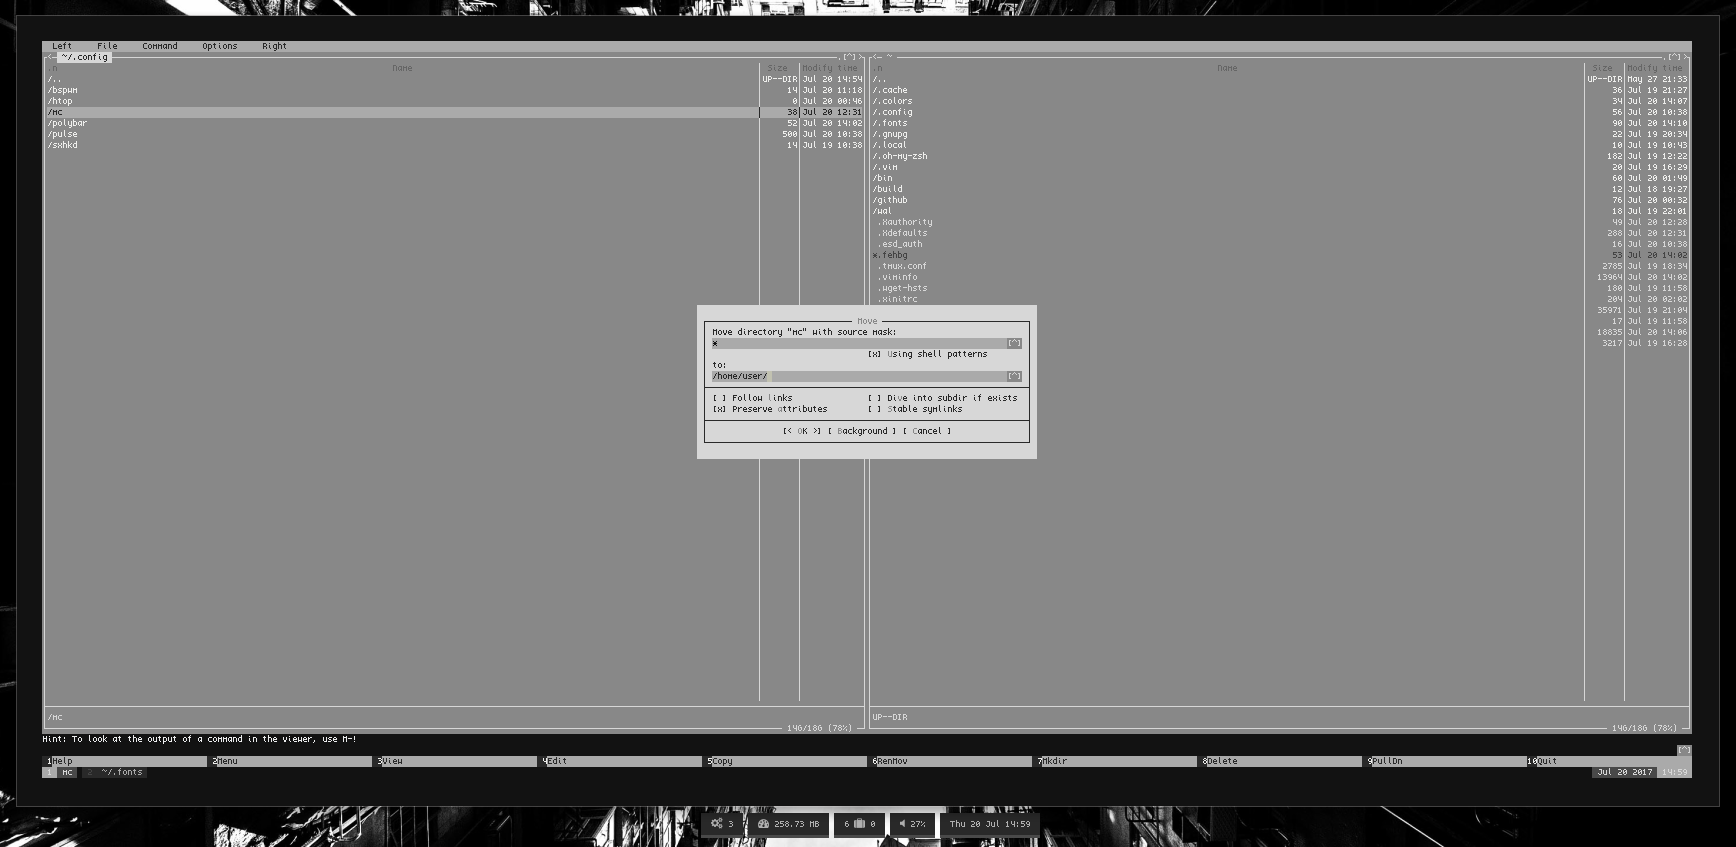 Left File Command Options Right
~/.config .[^]
.n Name Size Modify time
/.. UP--DIR Jul 20 14:54
/bspwm 14 Jul 20 11:18
/htop 0 Jul 20 00:46
/mc 38 Jul 20 12:31
/polybar 52 Jul 20 14:02
/pulse 500 Jul 20 10:38
/sxhkd 14 Jul 19 10:38
/mc
14G/18G (78%)
~ .[^]
.n Name Size Modify time
/.. UP--DIR May 27 21:33
/.cache 36 Jul 19 21:27
/.colors 34 Jul 20 14:07
/.config 56 Jul 20 10:38
/.fonts 90 Jul 20 14:10
/.gnupg 22 Jul 19 20:34
/.local 10 Jul 19 10:43
/.oh-my-zsh 182 Jul 19 12:22
/.vim 20 Jul 19 16:29
/bin 60 Jul 20 01:49
/build 12 Jul 18 19:27
/github 76 Jul 20 00:32
/wal 18 Jul 19 22:01
.Xauthority 49 Jul 20 12:28
.Xdefaults 288 Jul 20 12:31
.esd_auth 16 Jul 20 10:38
*.fehbg 53 Jul 20 14:02
.tmux.conf 2785 Jul 19 18:34
.viminfo 13964 Jul 20 14:02
.wget-hsts 180 Jul 19 11:58
.xinitrc 204 Jul 20 02:02
35971 Jul 19 21:04
17 Jul 19 11:58
18835 Jul 20 14:06
3217 Jul 19 16:28
UP--DIR
14G/18G (78%)
Move
Move directory "mc" with source mask:
* [^]
[x] Using shell patterns
to:
/home/user/ [^]
[ ] Follow links [ ] Dive into subdir if exists
[x] Preserve attributes [ ] Stable symlinks
[< OK >] [ Background ] [ Cancel ]
Hint: To look at the output of a command in the viewer, use M-!
[^]
1Help 2Menu 3View 4Edit 5Copy 6RenMov 7Mkdir 8Delete 9PullDn 10Quit
1 mc 2 ~/.fonts Jul 20 2017 14:59
3 258.73 MB 6 0 27% Thu 20 Jul 14:59